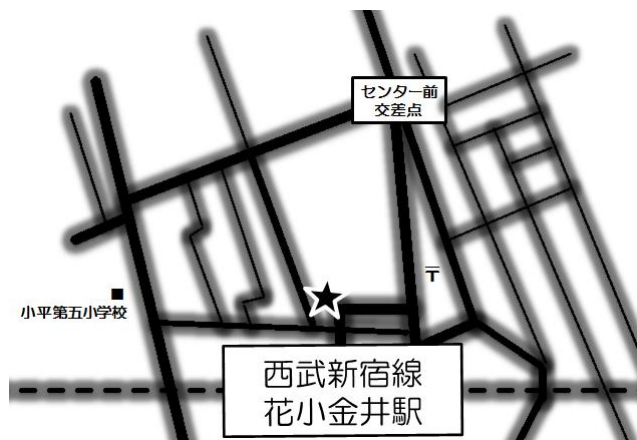 センター前
交差点
〒
小平第五小学校
西武新宿線
花小金井駅